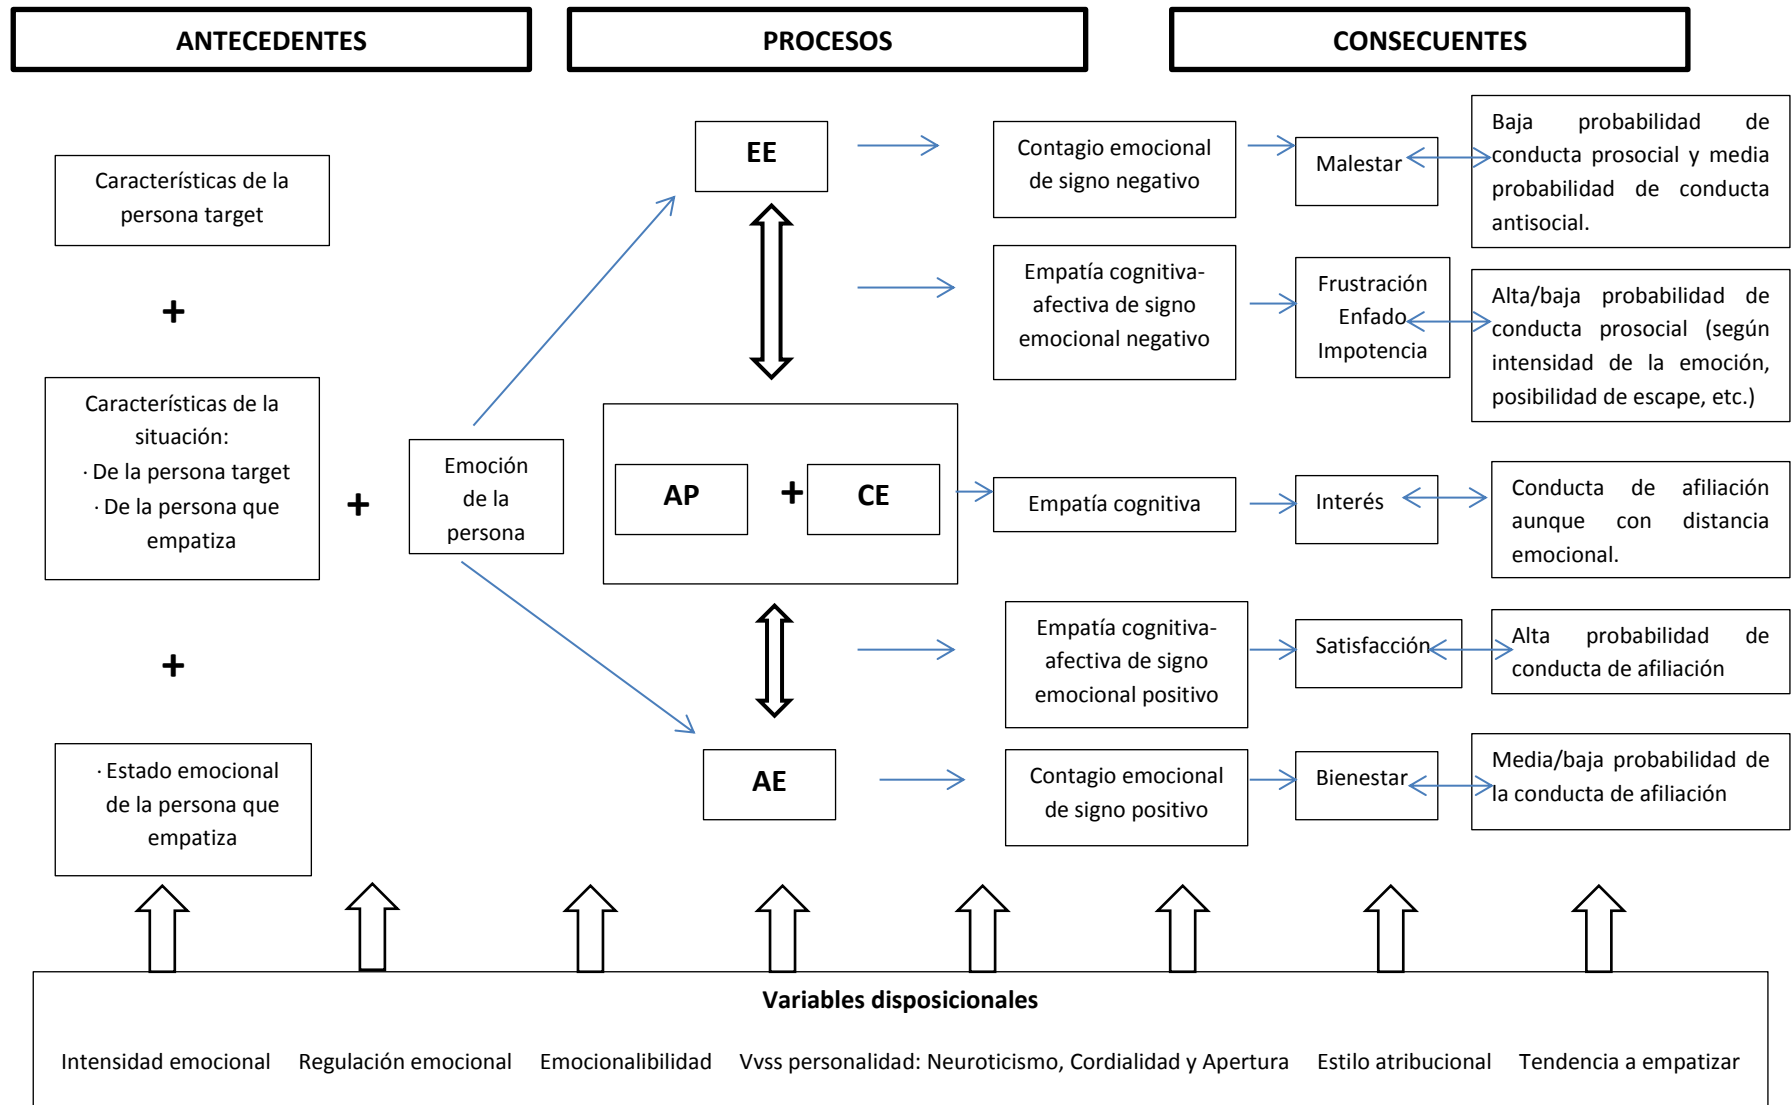 ANTECEDENTES
PROCESOS
CONSECUENTES
Características de la
persona target
+
Características de la
situación:
· De la persona target
· De la persona que
empatiza
+
· Estado emocional
de la persona que
empatiza
+
Emoción
de la
persona
EE
AP
+
CE
AE
Contagio emocional
de signo negativo
Malestar
Baja probabilidad de
conducta prosocial y media
probabilidad de conducta
antisocial.
Empatía cognitiva-
afectiva de signo
emocional negativo
Frustración
Enfado
Impotencia
Alta/baja probabilidad de
conducta prosocial (según
intensidad de la emoción,
posibilidad de escape, etc.)
Empatía cognitiva
Interés
Conducta de afiliación
aunque con distancia
emocional.
Empatía cognitiva-
afectiva de signo
emocional positivo
Satisfacción
Alta probabilidad de
conducta de afiliación
Contagio emocional
de signo positivo
Bienestar
Media/baja probabilidad de
la conducta de afiliación
Variables disposicionales
Intensidad emocional Regulación emocional Emocionalibilidad Vvss personalidad: Neuroticismo, Cordialidad y Apertura Estilo atribucional Tendencia a empatizar